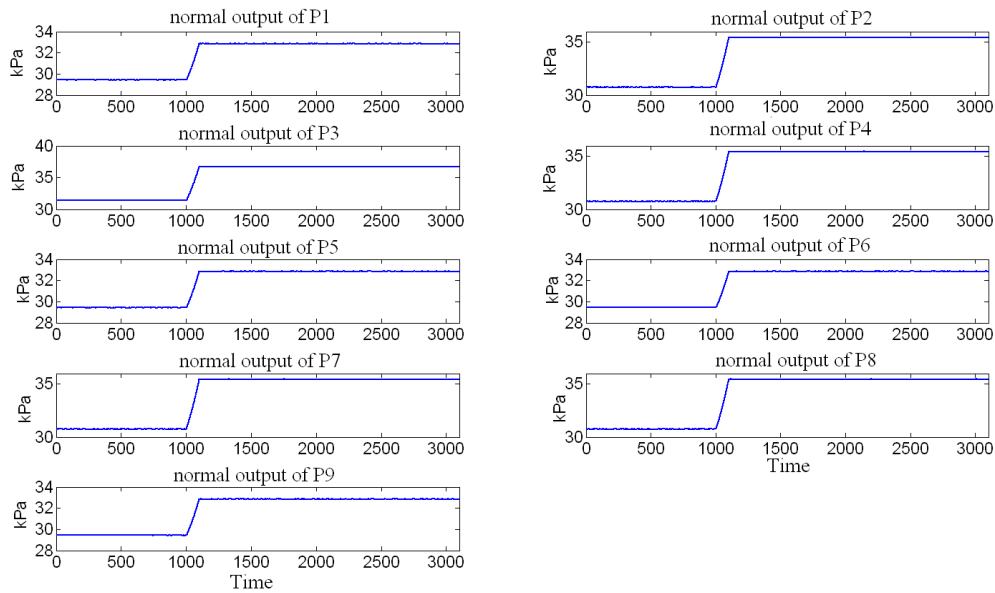 normal output of P1
kPa
34
32
30
28
0 500 1000 1500 2000 2500 3000
normal output of P2
kPa
35
30
0 500 1000 1500 2000 2500 3000
normal output of P3
kPa
40
35
30
0 500 1000 1500 2000 2500 3000
normal output of P4
kPa
35
30
0 500 1000 1500 2000 2500 3000
normal output of P5
kPa
34
32
30
28
0 500 1000 1500 2000 2500 3000
normal output of P6
kPa
34
32
30
28
0 500 1000 1500 2000 2500 3000
normal output of P7
kPa
35
30
0 500 1000 1500 2000 2500 3000
normal output of P8
kPa
35
30
0 500 1000 1500 2000 2500 3000
Time
normal output of P9
kPa
34
32
30
28
0 500 1000 1500 2000 2500 3000
Time